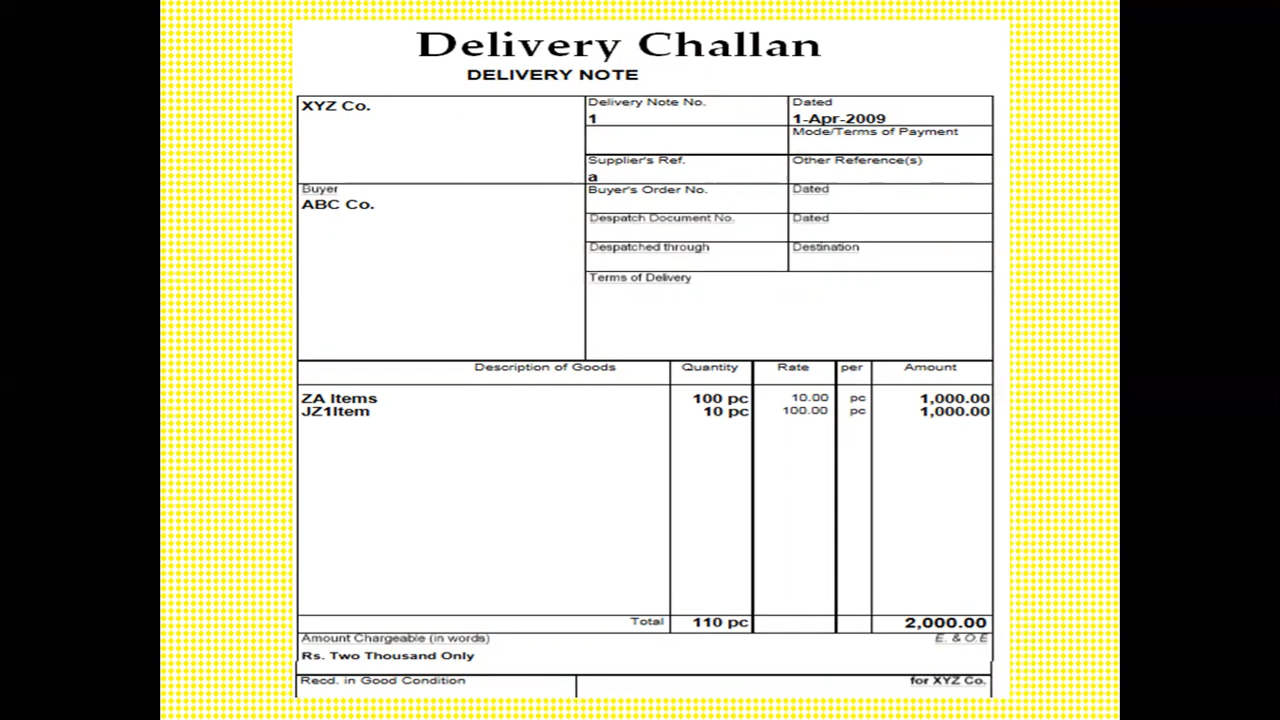 Delivery Challan
DELIVERY NOTE
XYZ Co.
Delivery Note No.
1
Dated
1-Apr-2009
Mode/Terms of Payment
Supplier's Ref.
a
Other Reference(s)
Buyer
ABC Co.
Buyer's Order No.
Dated
Despatch Document No.
Dated
Despatched through
Destination
Terms of Delivery
Description of Goods Quantity Rate per Amount
ZA Items 100 pc 10.00 pc 1,000.00
JZ1Item 10 pc 100.00 pc 1,000.00
Total 110 pc 2,000.00
Amount Chargeable (in words) E. & O.E
Rs. Two Thousand Only
Recd. in Good Condition for XYZ Co.